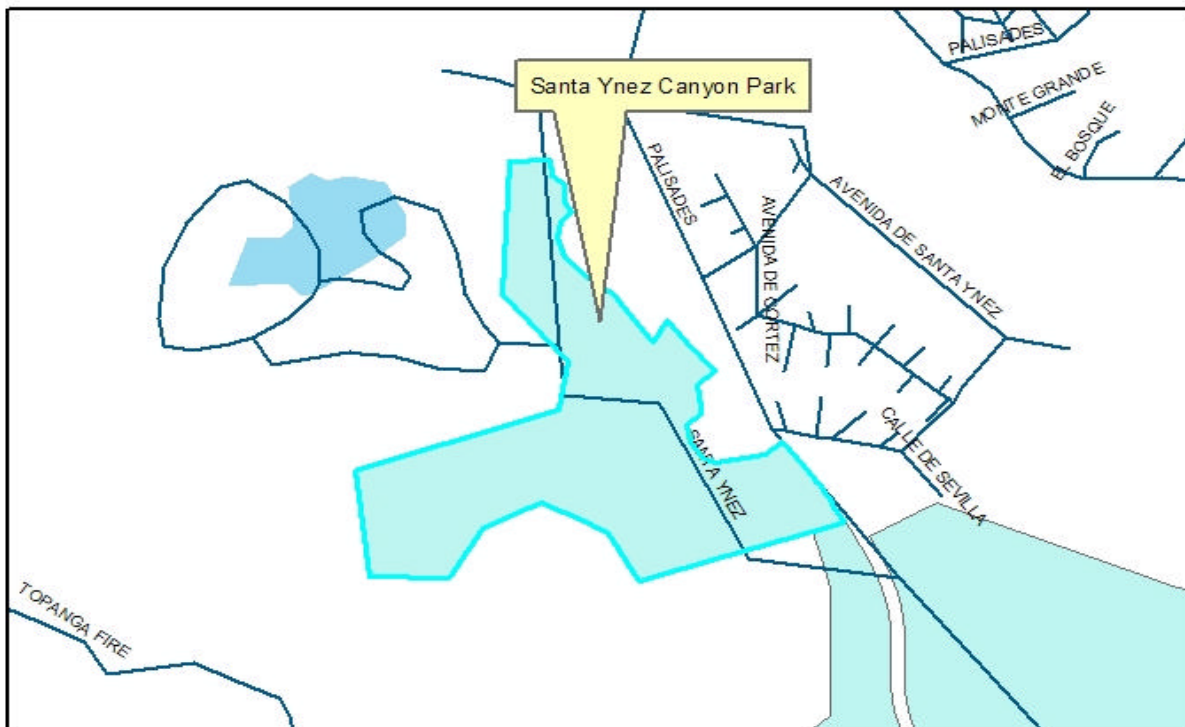 PALISADES
MONTE GRANDE
Santa Ynez Canyon Park
EL BOSQUE
PALISADES
AVENIDA DE SANTA YNEZ
AVENIDA DE CORTEZ
CALLE DE SEVILLA
SANTA YNEZ
TOPANGA FIRE